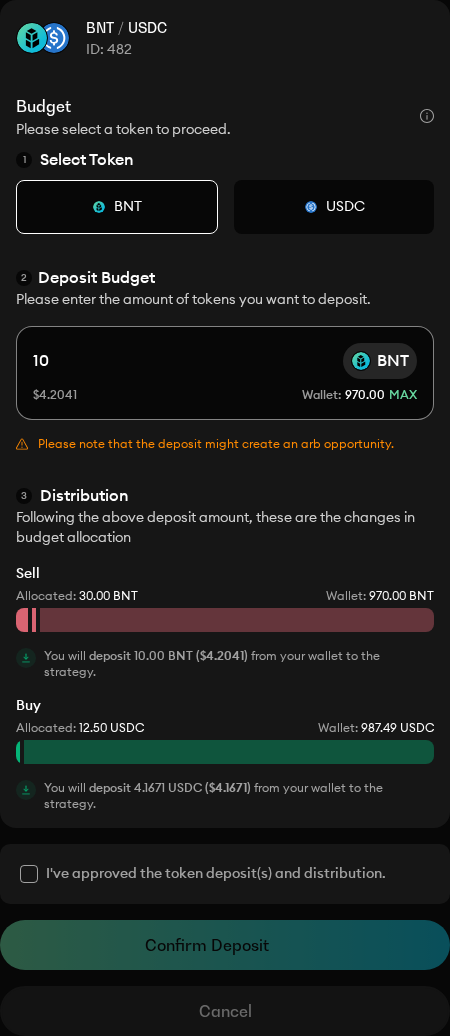 BNT / USDC
ID: 482
Budget
Please select a token to proceed.
1 Select Token
BNT
USDC
2 Deposit Budget
Please enter the amount of tokens you want to deposit.
10
BNT
$4.2041
Wallet: 970.00 MAX
Please note that the deposit might create an arb opportunity.
3 Distribution
Following the above deposit amount, these are the changes in
budget allocation
Sell
Allocated: 30.00 BNT
Wallet: 970.00 BNT
You will deposit 10.00 BNT ($4.2041) from your wallet to the
strategy.
Buy
Allocated: 12.50 USDC
Wallet: 987.49 USDC
You will deposit 4.1671 USDC ($4.1671) from your wallet to the
strategy.
I've approved the token deposit(s) and distribution.
Confirm Deposit
Cancel